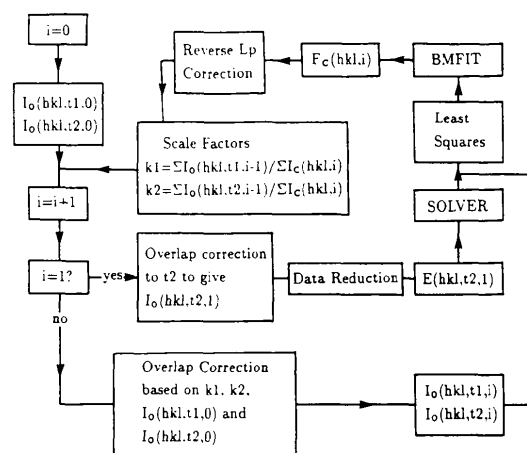 i=0
I₀(hkl.t1.0)
I₀(hkl.t2.0)
i=i+1
i=1?
yes
no
Reverse Lp
Correction
F_C(hkl,i)
BMFIT
Least
Squares
SOLVER
Scale Factors
k1=ΣI₀(hkl.t1.i-1)/ΣI_C(hkl.i)
k2=ΣI₀(hkl.t2.i-1)/ΣI_C(hkl.i)
Overlap correction
to t2 to give
I₀(hkl,t2,1)
Data Reduction
E(hkl,t2,1)
Overlap Correction
based on k1. k2.
I₀(hkl.t1,0) and
I₀(hkl.t2,0)
I₀(hkl,t1,i)
I₀(hkl,t2,i)